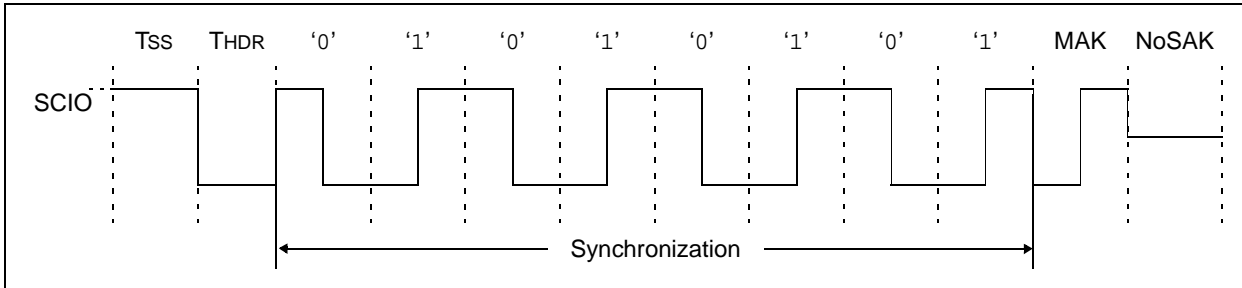 TSS THDR ‘0’ ‘1’ ‘0’ ‘1’ ‘0’ ‘1’ ‘0’ ‘1’ MAK NoSAK
SCIO
Synchronization